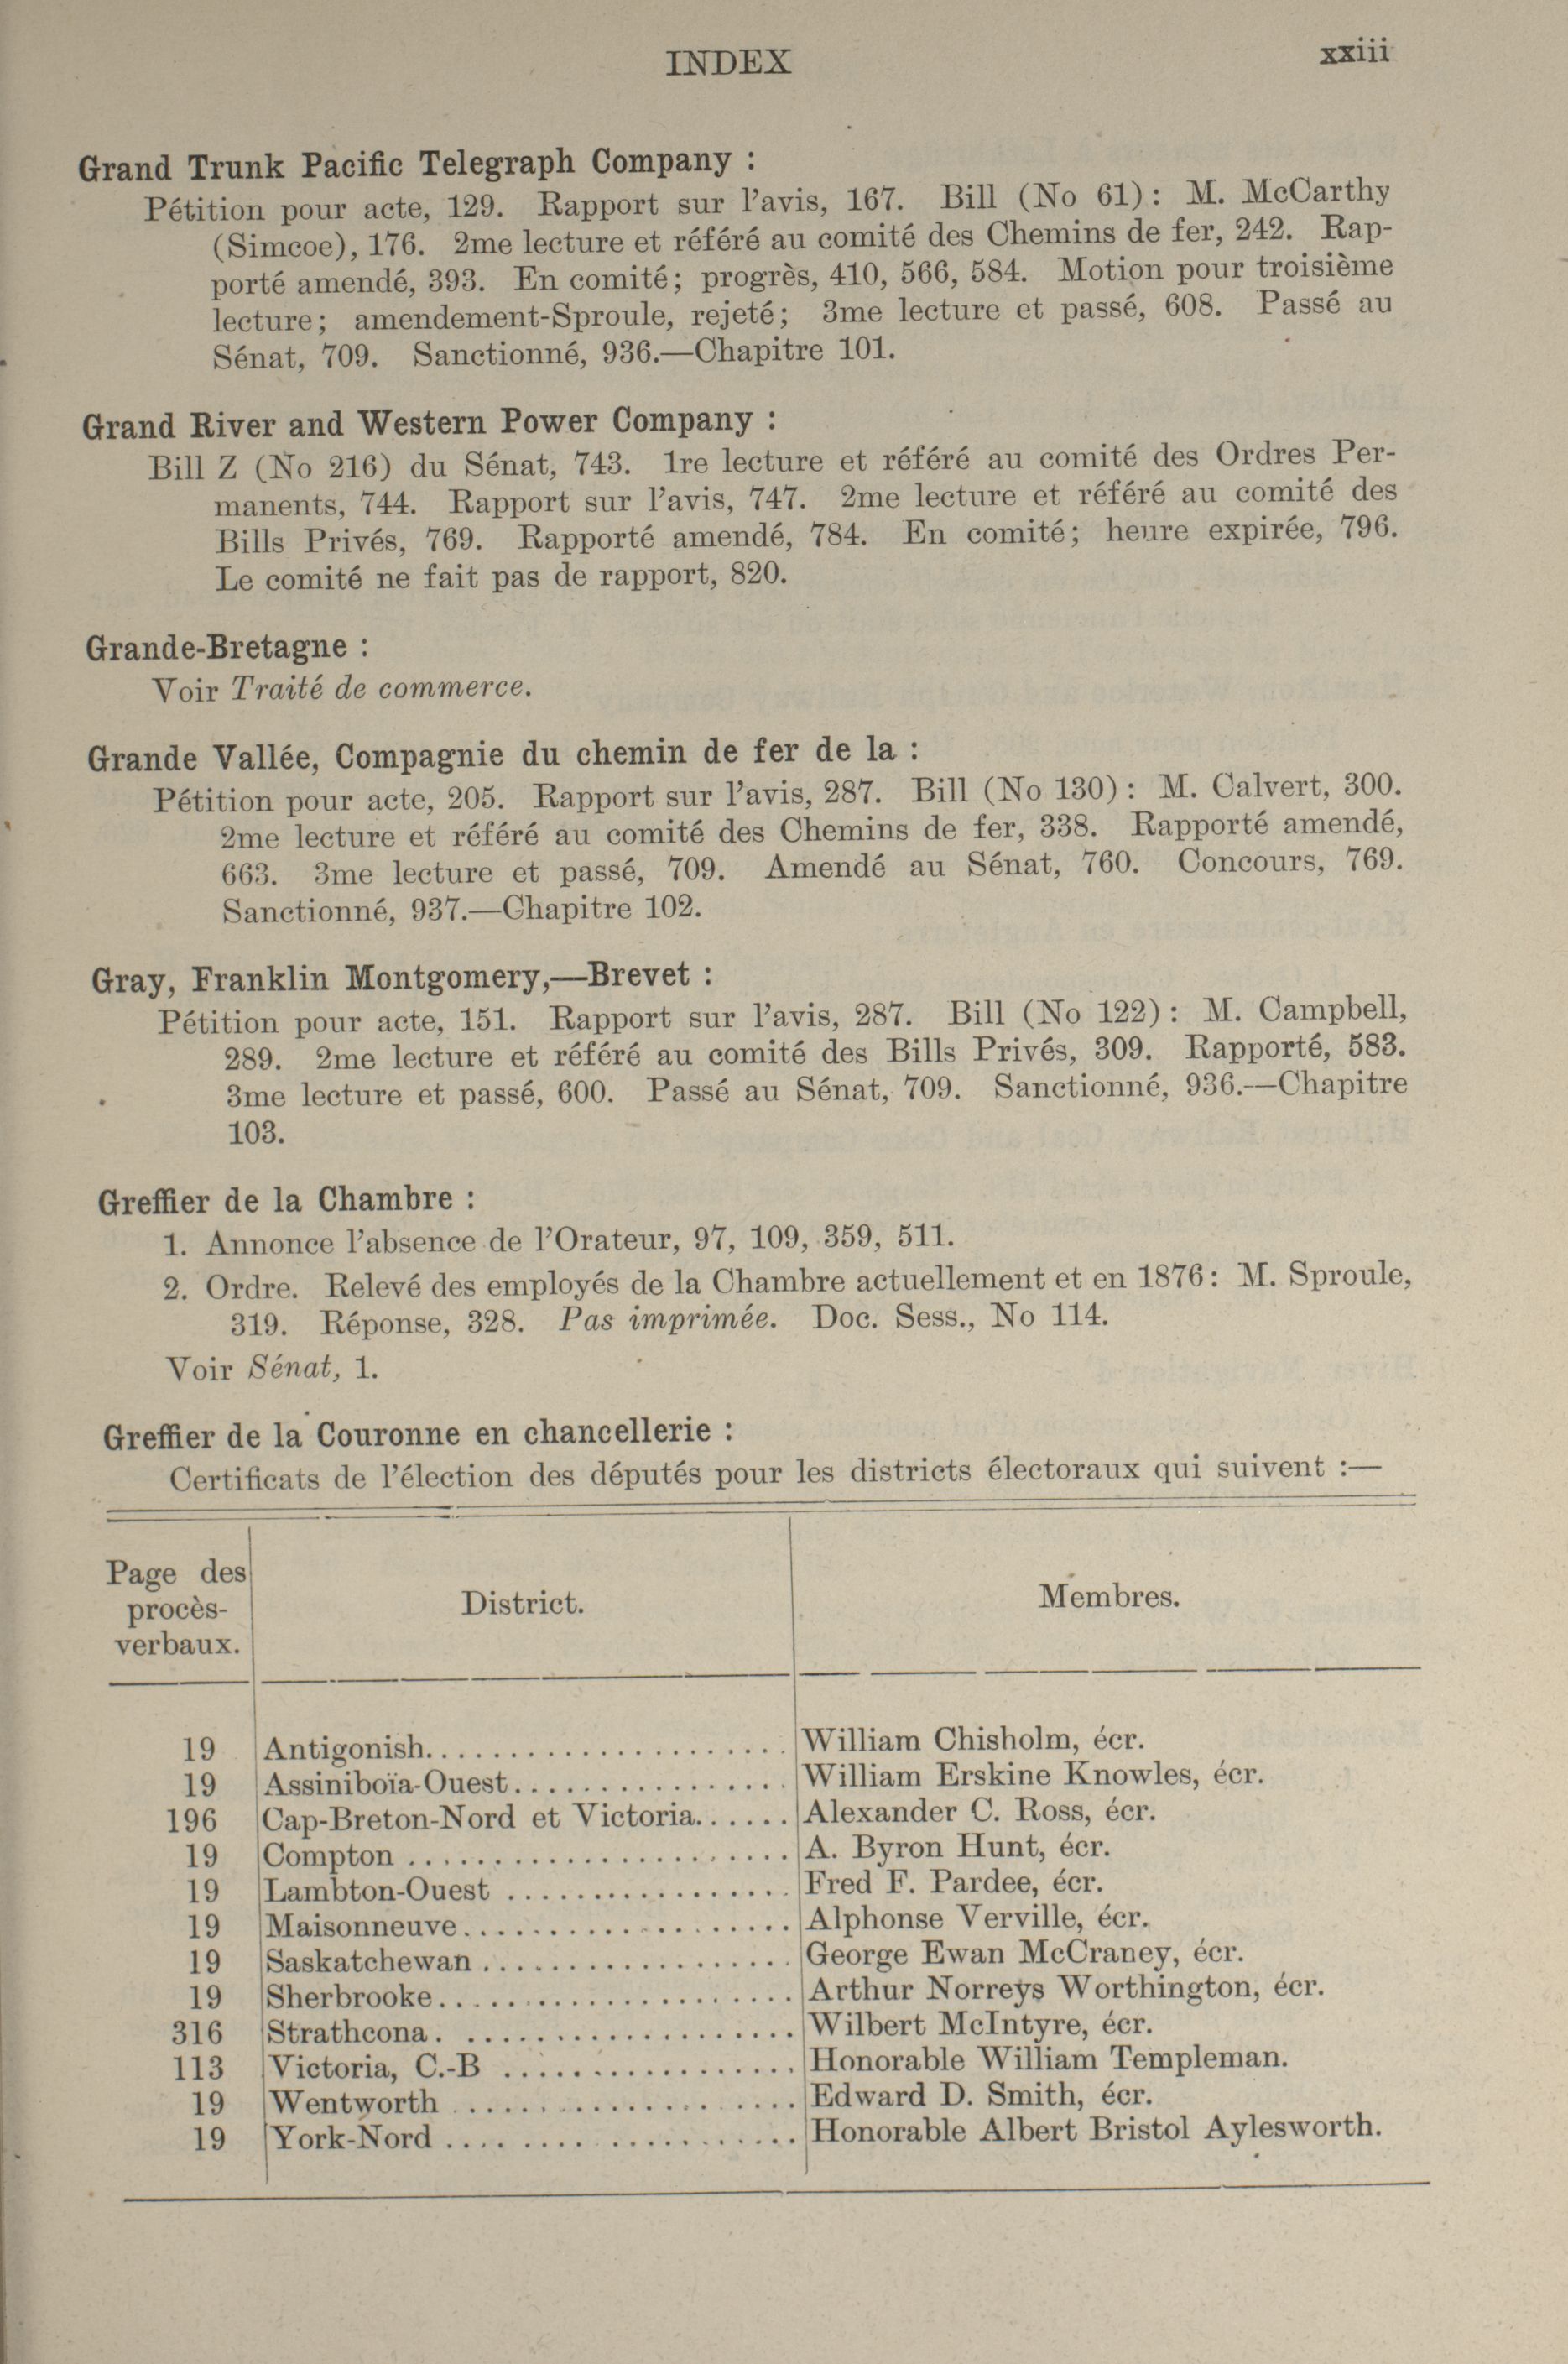 INDEX xxiii
Grand Trunk Pacific Telegraph Company :
Pétition pour acte, 129. Rapport sur l'avis, 167. Bill (No 61): M. McCarthy
(Simcoe), 176. 2me lecture et référé au comité des Chemins de fer, 242. Rap-
porté amendé, 393. En comité; progrès, 410, 566, 584. Motion pour troisième
lecture; amendement-Sproule, rejeté; 3me lecture et passé, 608. Passé au
Sénat, 709. Sanctionné, 936.—Chapitre 101.
Grand River and Western Power Company :
Bill Z (No 216) du Sénat, 743. 1re lecture et référé au comité des Ordres Per-
manents, 744. Rapport sur l'avis, 747. 2me lecture et référé au comité des
Bills Privés, 769. Rapporté amendé, 784. En comité; heure expirée, 796.
Le comité ne fait pas de rapport, 820.
Grande-Bretagne :
Voir Traité de commerce.
Grande Vallée, Compagnie du chemin de fer de la :
Pétition pour acte, 205. Rapport sur l'avis, 287. Bill (No 130): M. Calvert, 300.
2me lecture et référé au comité des Chemins de fer, 338. Rapporté amendé,
663. 3me lecture et passé, 709. Amendé au Sénat, 760. Concours, 769.
Sanctionné, 937.—Chapitre 102.
Gray, Franklin Montgomery,—Brevet :
Pétition pour acte, 151. Rapport sur l'avis, 287. Bill (No 122): M. Campbell,
289. 2me lecture et référé au comité des Bills Privés, 309. Rapporté, 583.
3me lecture et passé, 600. Passé au Sénat, 709. Sanctionné, 936.—Chapitre
103.
Greffier de la Chambre :
1. Annonce l'absence de l'Orateur, 97, 109, 359, 511.
2. Ordre. Relevé des employés de la Chambre actuellement et en 1876: M. Sproule,
319. Réponse, 328. Pas imprimée. Doc. Sess., No 114.
Voir Sénat, 1.
Greffier de la Couronne en chancellerie :
Certificats de l'élection des députés pour les districts électoraux qui suivent :—
Page des
procès-
verbaux.
District.
Membres.
19 Antigonish...................... William Chisholm, écr.
19 Assiniboïa-Ouest................. William Erskine Knowles, écr.
196 Cap-Breton-Nord et Victoria...... Alexander C. Ross, écr.
19 Compton ....................... A. Byron Hunt, écr.
19 Lambton-Ouest ................. Fred F. Pardee, écr.
19 Maisonneuve.................... Alphonse Verville, écr.
19 Saskatchewan................... George Ewan McCraney, écr.
19 Sherbrooke...................... Arthur Norreys Worthington, écr.
316 Strathcona. .................... Wilbert McIntyre, écr.
113 Victoria, C.-B .................. Honorable William Templeman.
19 Wentworth ..................... Edward D. Smith, écr.
19 York-Nord ..................... Honorable Albert Bristol Aylesworth.